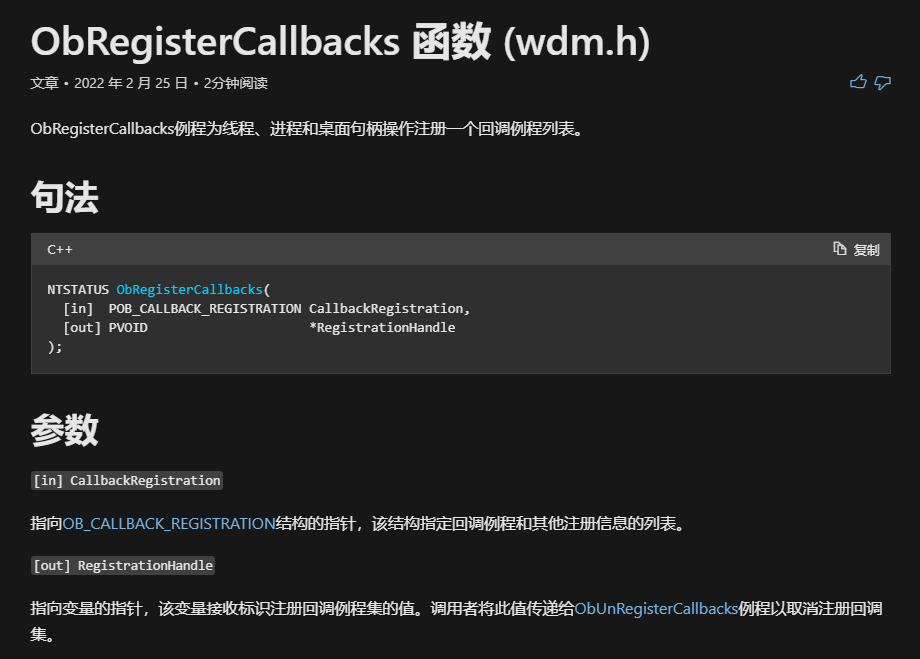 ObRegisterCallbacks 函数 (wdm.h)
文章 • 2022 年 2 月 25 日 • 2分钟阅读
ObRegisterCallbacks例程为线程、进程和桌面句柄操作注册一个回调例程列表。
句法
C++
复制
NTSTATUS ObRegisterCallbacks(
  [in]  POB_CALLBACK_REGISTRATION CallbackRegistration,
  [out] PVOID                     *RegistrationHandle
);
参数
[in] CallbackRegistration
指向OB_CALLBACK_REGISTRATION结构的指针，该结构指定回调例程和其他注册信息的列表。
[out] RegistrationHandle
指向变量的指针，该变量接收标识注册回调例程集的值。调用者将此值传递给ObUnRegisterCallbacks例程以取消注册回调
集。